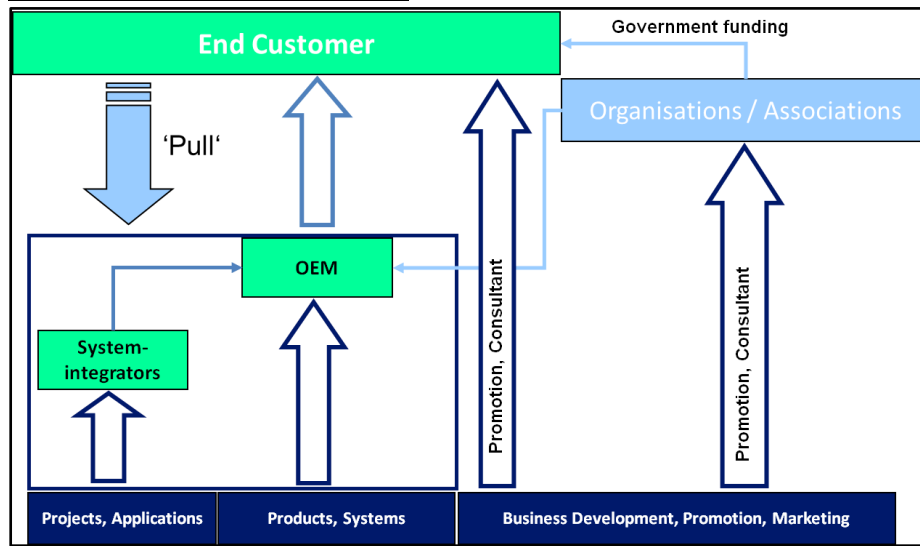 End Customer
Government funding
Organisations / Associations
‘Pull‘
OEM
System-
integrators
Promotion, Consultant
Promotion, Consultant
Projects, Applications
Products, Systems
Business Development, Promotion, Marketing